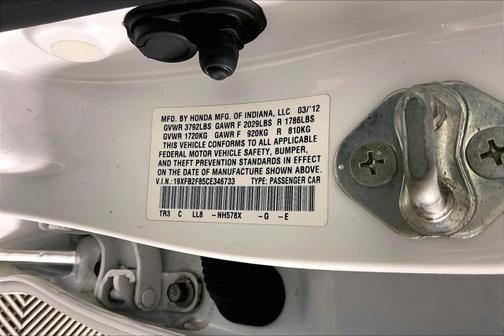 MFD. BY HONDA MFG. OF INDIANA, LLC 03/'12
GVWR 3792LBS GAWR F 2029LBS R 1786LBS
GVWR 1720KG GAWR F 920KG R 810KG
THIS VEHICLE CONFORMS TO ALL APPLICABLE
FEDERAL MOTOR VEHICLE SAFETY, BUMPER,
AND THEFT PREVENTION STANDARDS IN EFFECT
ON THE DATE OF MANUFACTURE SHOWN ABOVE.
V.I.N.: 19XFB2F85CE346733 TYPE: PASSENGER CAR
TR3 C LL8 -NH578X -G -E